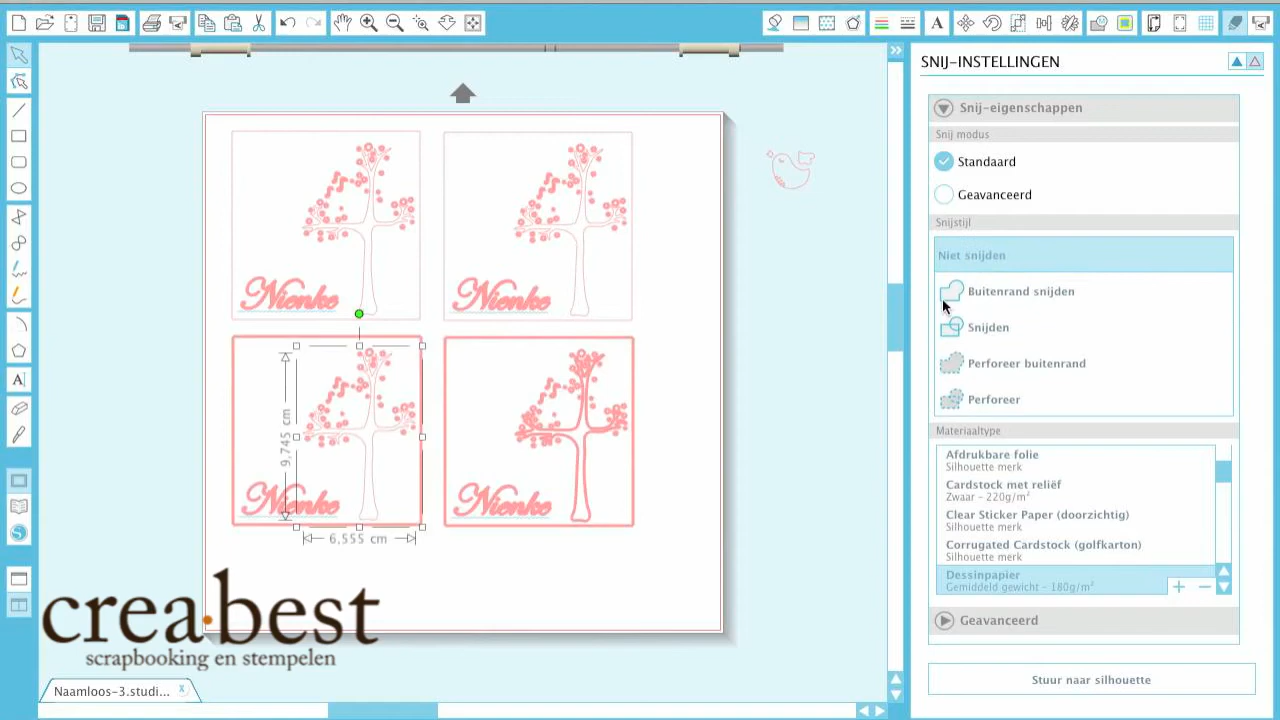 A
SNIJ-INSTELLINGEN
Snij-eigenschappen
Snij modus
Standaard
Geavanceerd
Snijstijl
Niet snijden
Buitenrand snijden
Snijden
Perforeer buitenrand
Perforeer
Materiaaltype
Afdrukbare folie
Silhouette merk
Cardstock met reliëf
Zwaar - 220g/m²
Clear Sticker Paper (doorzichtig)
Silhouette merk
Corrugated Cardstock (golfkarton)
Silhouette merk
Dessinpapier
Gemiddeld gewicht - 180g/m²
+ −
Geavanceerd
Stuur naar silhouette
Nienke
Nienke
9,745 cm
Nienke
Nienke
6,555 cm
A
S
crea·best
scrapbooking en stempelen
Naamloos-3.studi... x